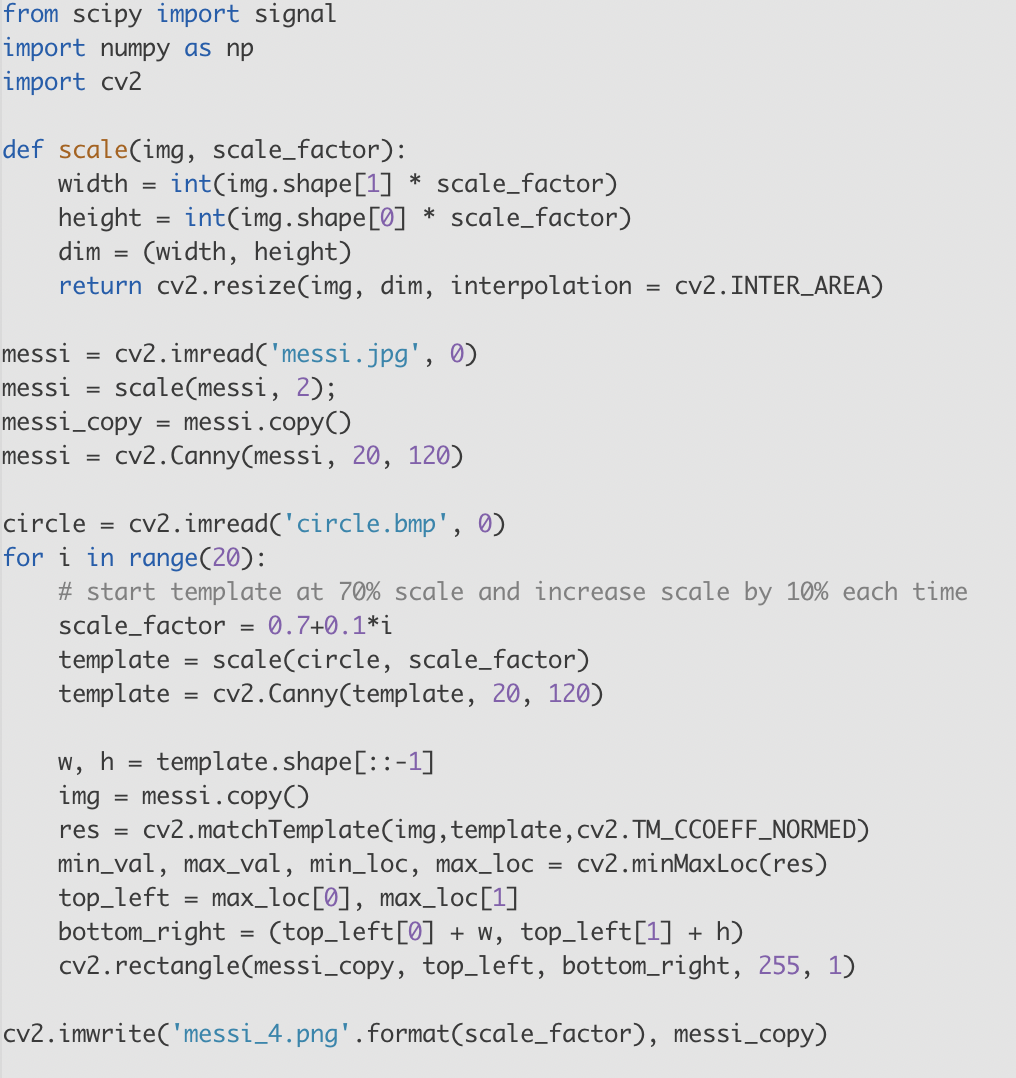 from scipy import signal
import numpy as np
import cv2

def scale(img, scale_factor):
    width = int(img.shape[1] * scale_factor)
    height = int(img.shape[0] * scale_factor)
    dim = (width, height)
    return cv2.resize(img, dim, interpolation = cv2.INTER_AREA)

messi = cv2.imread('messi.jpg', 0)
messi = scale(messi, 2);
messi_copy = messi.copy()
messi = cv2.Canny(messi, 20, 120)

circle = cv2.imread('circle.bmp', 0)
for i in range(20):
    # start template at 70% scale and increase scale by 10% each time
    scale_factor = 0.7+0.1*i
    template = scale(circle, scale_factor)
    template = cv2.Canny(template, 20, 120)

    w, h = template.shape[::-1]
    img = messi.copy()
    res = cv2.matchTemplate(img,template,cv2.TM_CCOEFF_NORMED)
    min_val, max_val, min_loc, max_loc = cv2.minMaxLoc(res)
    top_left = max_loc[0], max_loc[1]
    bottom_right = (top_left[0] + w, top_left[1] + h)
    cv2.rectangle(messi_copy, top_left, bottom_right, 255, 1)

cv2.imwrite('messi_4.png'.format(scale_factor), messi_copy)